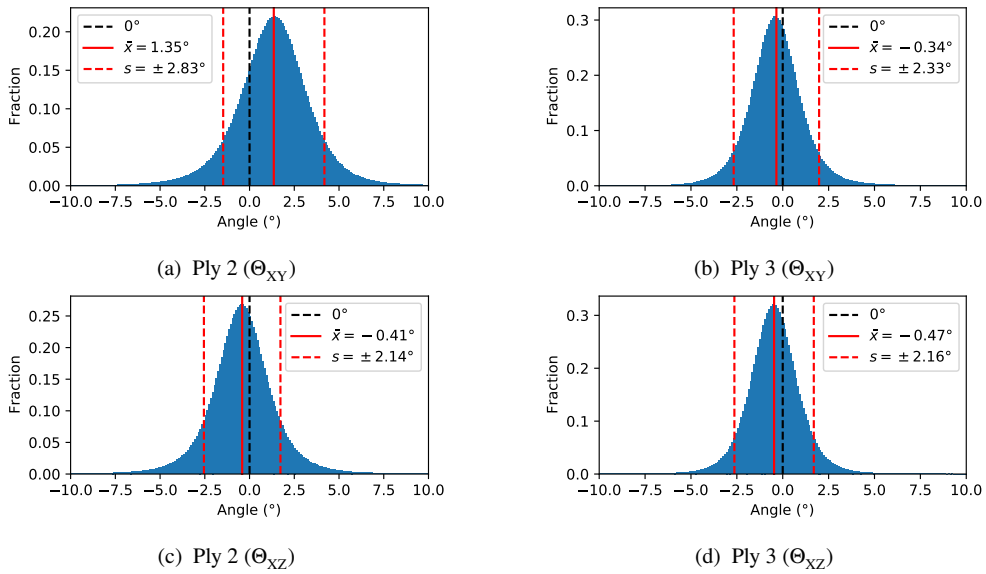 0.20
0.15
0.10
0.05
0.00
Fraction
0°
x̄ = 1.35°
s = ±2.83°
−10.0 −7.5 −5.0 −2.5 0.0 2.5 5.0 7.5 10.0
Angle (°)
(a) Ply 2 (Θ_XY)
0.3
0.2
0.1
0.0
Fraction
0°
x̄ = −0.34°
s = ±2.33°
−10.0 −7.5 −5.0 −2.5 0.0 2.5 5.0 7.5 10.0
Angle (°)
(b) Ply 3 (Θ_XY)
0.25
0.20
0.15
0.10
0.05
0.00
Fraction
0°
x̄ = −0.41°
s = ±2.14°
−10.0 −7.5 −5.0 −2.5 0.0 2.5 5.0 7.5 10.0
Angle (°)
(c) Ply 2 (Θ_XZ)
0.3
0.2
0.1
0.0
Fraction
0°
x̄ = −0.47°
s = ±2.16°
−10.0 −7.5 −5.0 −2.5 0.0 2.5 5.0 7.5 10.0
Angle (°)
(d) Ply 3 (Θ_XZ)